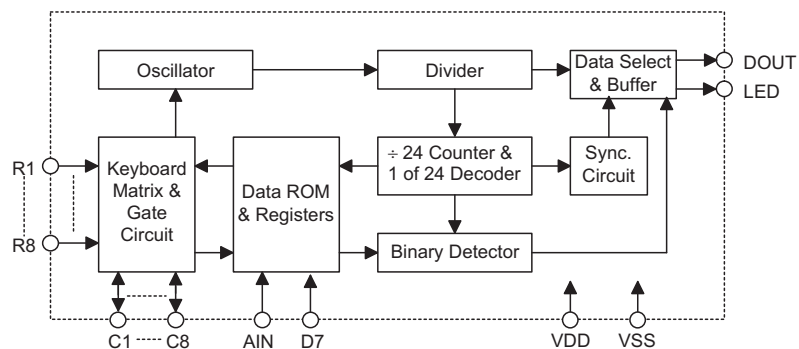 Oscillator
Divider
Data Select
& Buffer
DOUT
LED
R1
R8
Keyboard
Matrix &
Gate
Circuit
Data ROM
& Registers
÷ 24 Counter &
1 of 24 Decoder
Sync.
Circuit
Binary Detector
C1
C8
AIN
D7
VDD
VSS